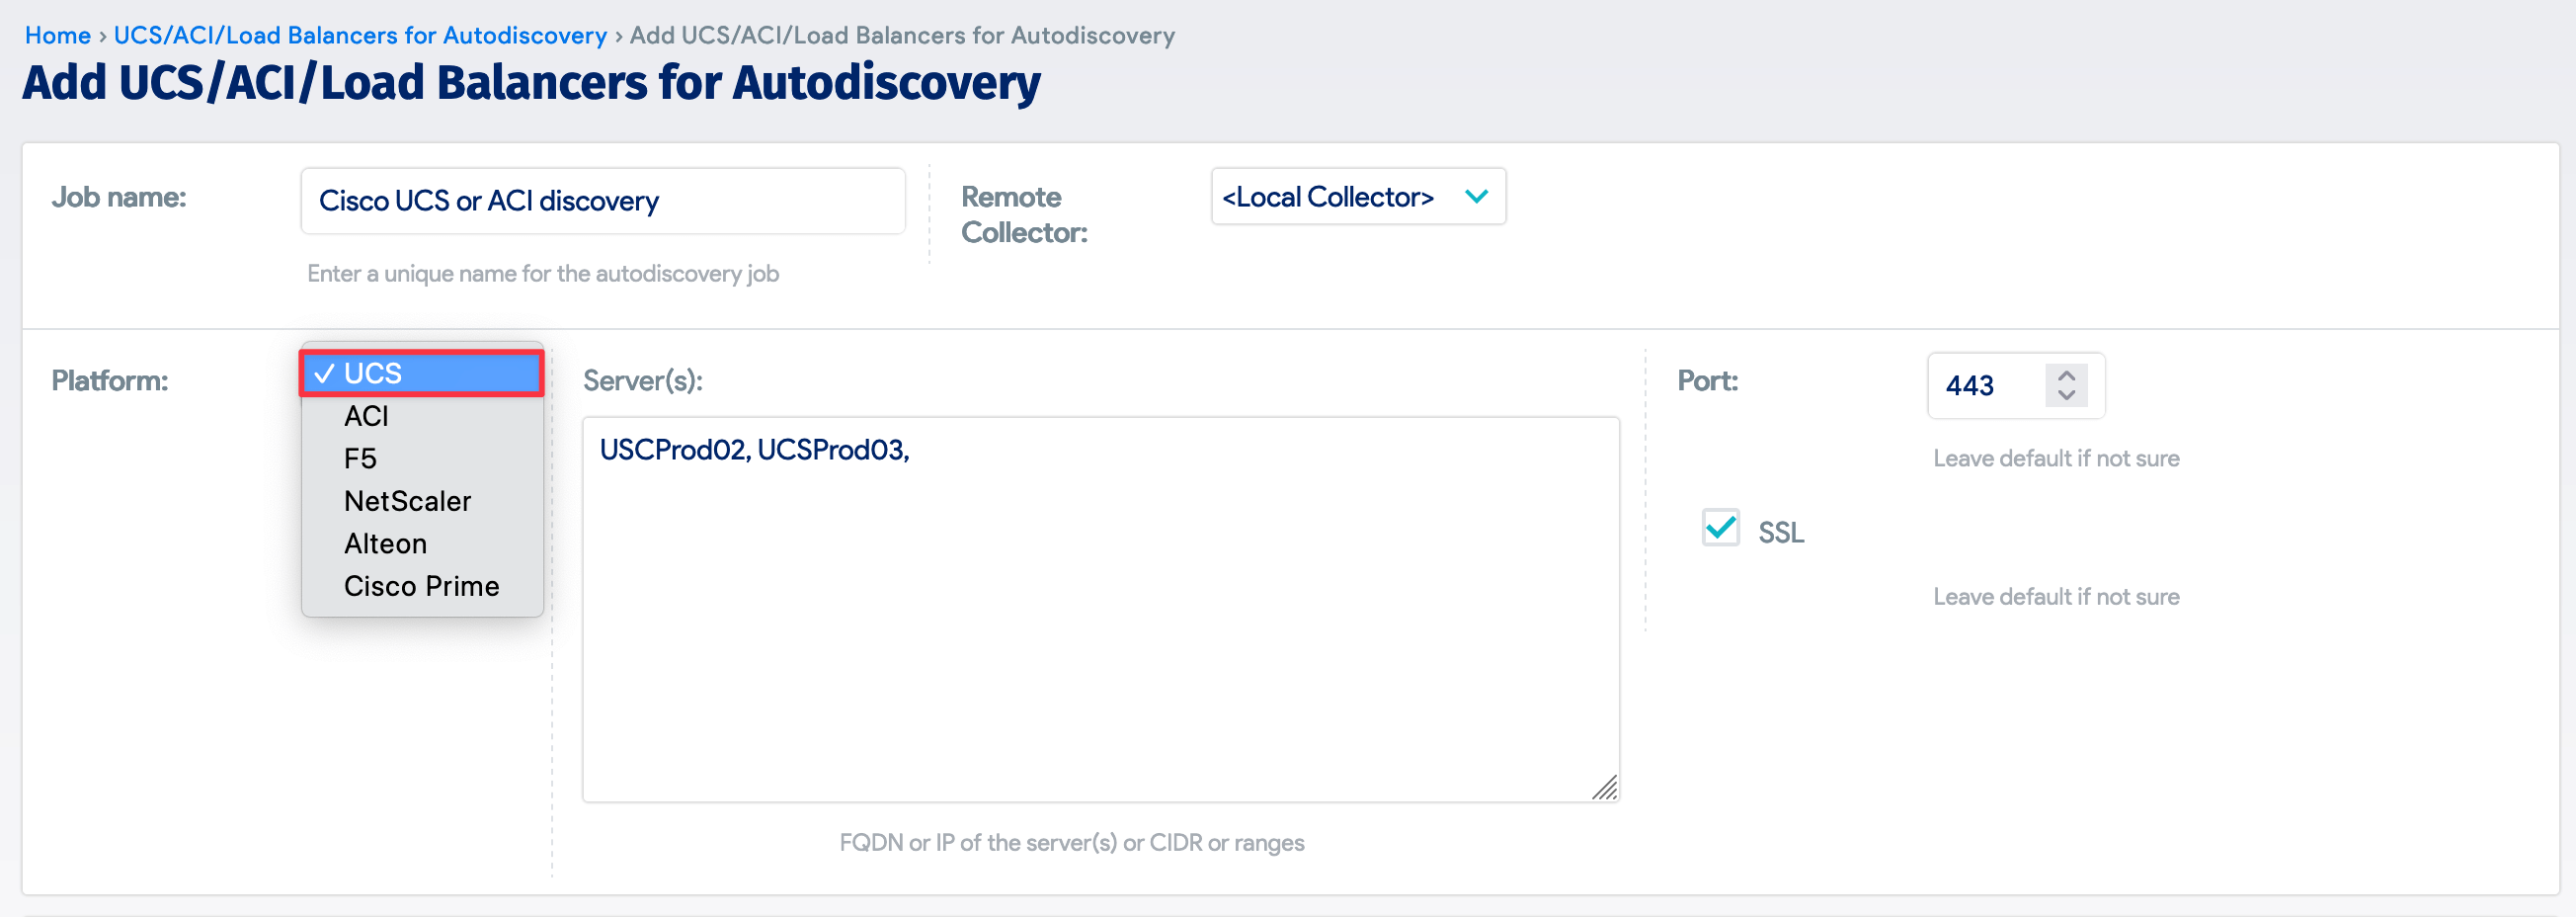 Home › UCS/ACI/Load Balancers for Autodiscovery › Add UCS/ACI/Load Balancers for Autodiscovery
Add UCS/ACI/Load Balancers for Autodiscovery
Job name:
Cisco UCS or ACI discovery
Enter a unique name for the autodiscovery job
Remote
Collector:
<Local Collector>
Platform:
✓ UCS
ACI
F5
NetScaler
Alteon
Cisco Prime
Server(s):
USCProd02, UCSProd03,
FQDN or IP of the server(s) or CIDR or ranges
Port:
443
Leave default if not sure
SSL
Leave default if not sure